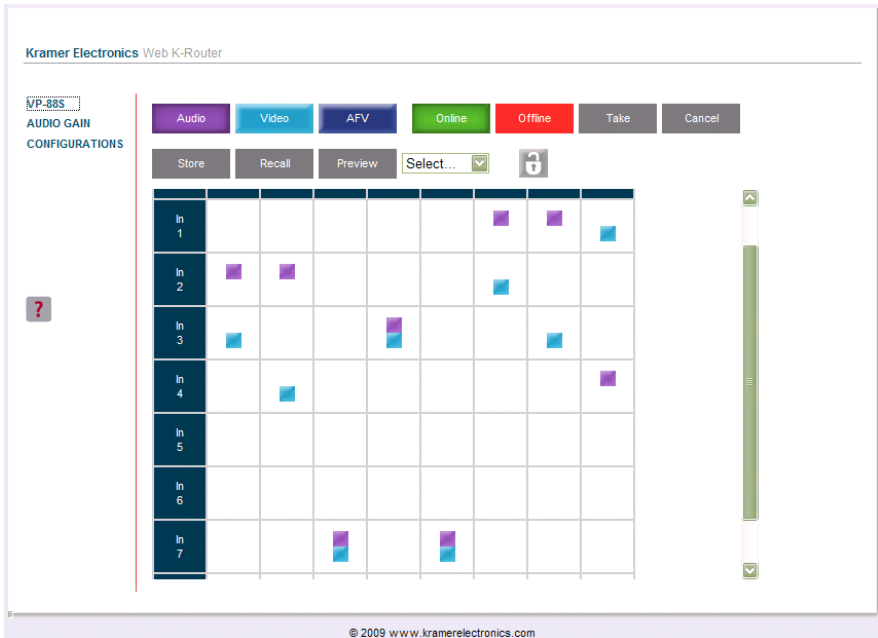 Kramer Electronics Web K-Router
VP-88S
AUDIO GAIN
CONFIGURATIONS
Audio Video AFV Online Offline Take Cancel
Store Recall Preview Select...
In
1
In
2
In
3
?
In
4
In
5
In
6
In
7
© 2009 www.kramerelectronics.com